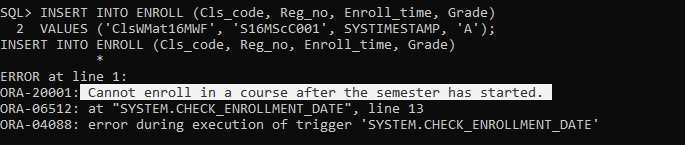 SQL> INSERT INTO ENROLL (Cls_code, Reg_no, Enroll_time, Grade)
  2  VALUES ('ClsWMat16MWF', 'S16MScC001', SYSTIMESTAMP, 'A');
INSERT INTO ENROLL (Cls_code, Reg_no, Enroll_time, Grade)
            *
ERROR at line 1:
ORA-20001: Cannot enroll in a course after the semester has started.
ORA-06512: at "SYSTEM.CHECK_ENROLLMENT_DATE", line 13
ORA-04088: error during execution of trigger 'SYSTEM.CHECK_ENROLLMENT_DATE'